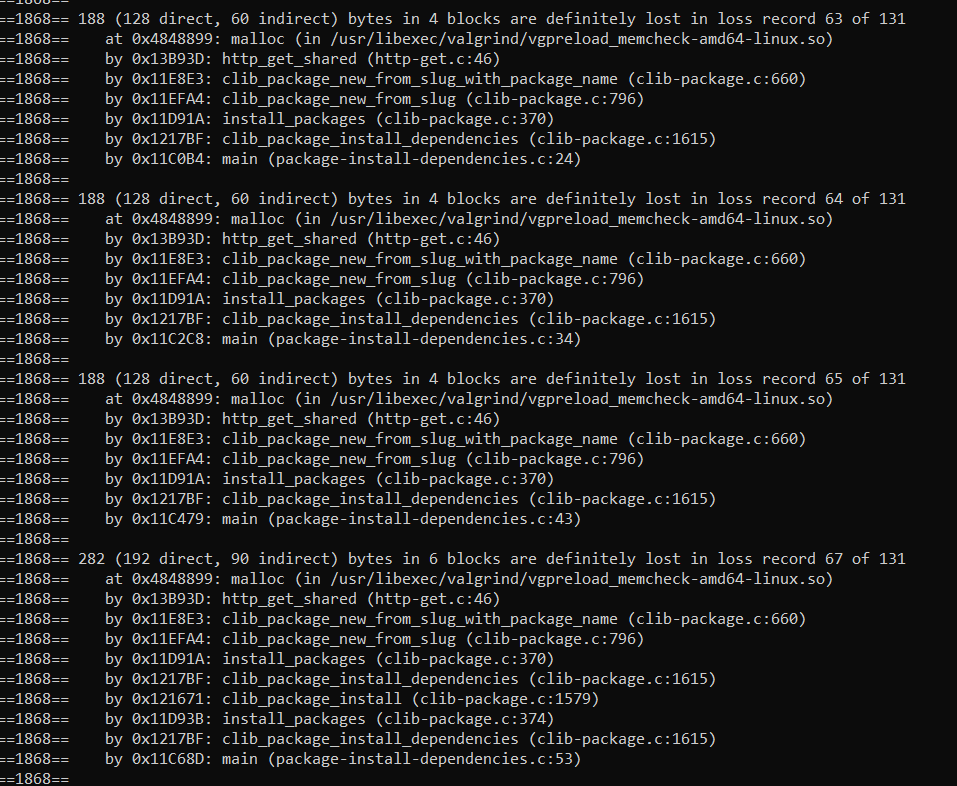 ==1868== 188 (128 direct, 60 indirect) bytes in 4 blocks are definitely lost in loss record 63 of 131
==1868==    at 0x4848899: malloc (in /usr/libexec/valgrind/vgpreload_memcheck-amd64-linux.so)
==1868==    by 0x13B93D: http_get_shared (http-get.c:46)
==1868==    by 0x11E8E3: clib_package_new_from_slug_with_package_name (clib-package.c:660)
==1868==    by 0x11EFA4: clib_package_new_from_slug (clib-package.c:796)
==1868==    by 0x11D91A: install_packages (clib-package.c:370)
==1868==    by 0x1217BF: clib_package_install_dependencies (clib-package.c:1615)
==1868==    by 0x11C0B4: main (package-install-dependencies.c:24)
==1868==
==1868== 188 (128 direct, 60 indirect) bytes in 4 blocks are definitely lost in loss record 64 of 131
==1868==    at 0x4848899: malloc (in /usr/libexec/valgrind/vgpreload_memcheck-amd64-linux.so)
==1868==    by 0x13B93D: http_get_shared (http-get.c:46)
==1868==    by 0x11E8E3: clib_package_new_from_slug_with_package_name (clib-package.c:660)
==1868==    by 0x11EFA4: clib_package_new_from_slug (clib-package.c:796)
==1868==    by 0x11D91A: install_packages (clib-package.c:370)
==1868==    by 0x1217BF: clib_package_install_dependencies (clib-package.c:1615)
==1868==    by 0x11C2C8: main (package-install-dependencies.c:34)
==1868==
==1868== 188 (128 direct, 60 indirect) bytes in 4 blocks are definitely lost in loss record 65 of 131
==1868==    at 0x4848899: malloc (in /usr/libexec/valgrind/vgpreload_memcheck-amd64-linux.so)
==1868==    by 0x13B93D: http_get_shared (http-get.c:46)
==1868==    by 0x11E8E3: clib_package_new_from_slug_with_package_name (clib-package.c:660)
==1868==    by 0x11EFA4: clib_package_new_from_slug (clib-package.c:796)
==1868==    by 0x11D91A: install_packages (clib-package.c:370)
==1868==    by 0x1217BF: clib_package_install_dependencies (clib-package.c:1615)
==1868==    by 0x11C479: main (package-install-dependencies.c:43)
==1868==
==1868== 282 (192 direct, 90 indirect) bytes in 6 blocks are definitely lost in loss record 67 of 131
==1868==    at 0x4848899: malloc (in /usr/libexec/valgrind/vgpreload_memcheck-amd64-linux.so)
==1868==    by 0x13B93D: http_get_shared (http-get.c:46)
==1868==    by 0x11E8E3: clib_package_new_from_slug_with_package_name (clib-package.c:660)
==1868==    by 0x11EFA4: clib_package_new_from_slug (clib-package.c:796)
==1868==    by 0x11D91A: install_packages (clib-package.c:370)
==1868==    by 0x1217BF: clib_package_install_dependencies (clib-package.c:1615)
==1868==    by 0x121671: clib_package_install (clib-package.c:1579)
==1868==    by 0x11D93B: install_packages (clib-package.c:374)
==1868==    by 0x1217BF: clib_package_install_dependencies (clib-package.c:1615)
==1868==    by 0x11C68D: main (package-install-dependencies.c:53)
==1868==